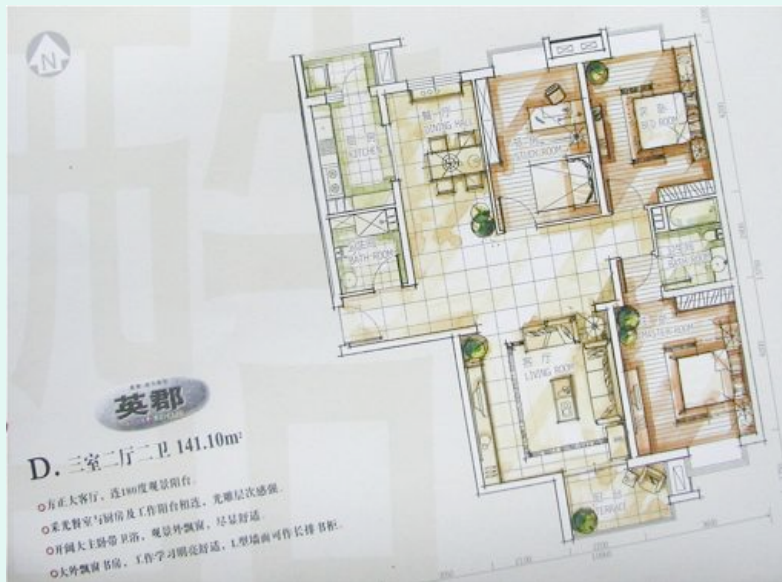 N
厨 房
KITCHEN
餐 厅
DINING HALL
书 房
STUDY ROOM
客 卧
BED ROOM
卫生间
BATH ROOM
卫生间
BATH ROOM
主卧室
MASTER ROOM
客 厅
LIVING ROOM
阳 台
TERRACE
英郡
D. 三室二厅二卫 141.10m²
方正大客厅、连180度观景阳台.
采光餐室与厨房及工作阳台相连，光雕层次感强.
开阔大主卧带卫浴，观景外飘窗，尽显舒适.
大外飘窗书房，工作学习明亮舒适，L型墙面可作长排书柜.